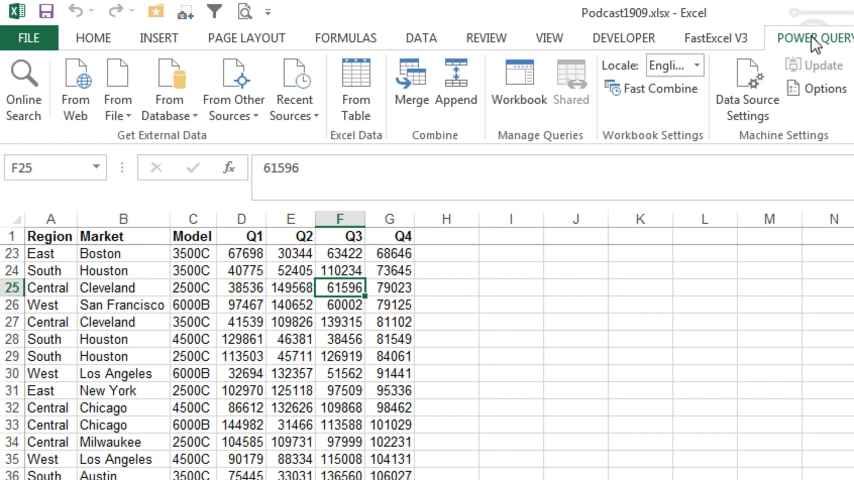 Podcast1909.xlsx - Excel
FILE HOME INSERT PAGE LAYOUT FORMULAS DATA REVIEW VIEW DEVELOPER FastExcel V3 POWER QUERY
Online Search
From Web
From File
From Database
From Other Sources
Recent Sources
From Table
Merge
Append
Workbook
Shared
Locale: Engli...
Fast Combine
Data Source Settings
Update
Options
Get External Data Excel Data Combine Manage Queries Workbook Settings Machine Settings
F25 fx 61596
A B C D E F G H I J K L M N
1 Region Market Model Q1 Q2 Q3 Q4
23 East Boston 3500C 67698 30344 63422 68646
24 South Houston 3500C 40775 52405 110234 73645
25 Central Cleveland 2500C 38536 149568 61596 79023
26 West San Francisco 6000B 97467 140652 60002 79125
27 Central Cleveland 3500C 41539 109826 139315 81102
28 South Houston 4500C 129861 46381 38456 81549
29 South Houston 2500C 113503 45711 126919 84061
30 West Los Angeles 6000B 32694 132357 51562 91441
31 East New York 2500C 102970 125118 97509 95336
32 Central Chicago 4500C 86612 132626 109868 98462
33 Central Chicago 6000B 144982 31466 113588 101029
34 Central Milwaukee 2500C 104585 109731 97999 102231
35 West Los Angeles 4500C 90179 88334 115008 104131
36 South Austin 3500C 75445 33031 136560 106027